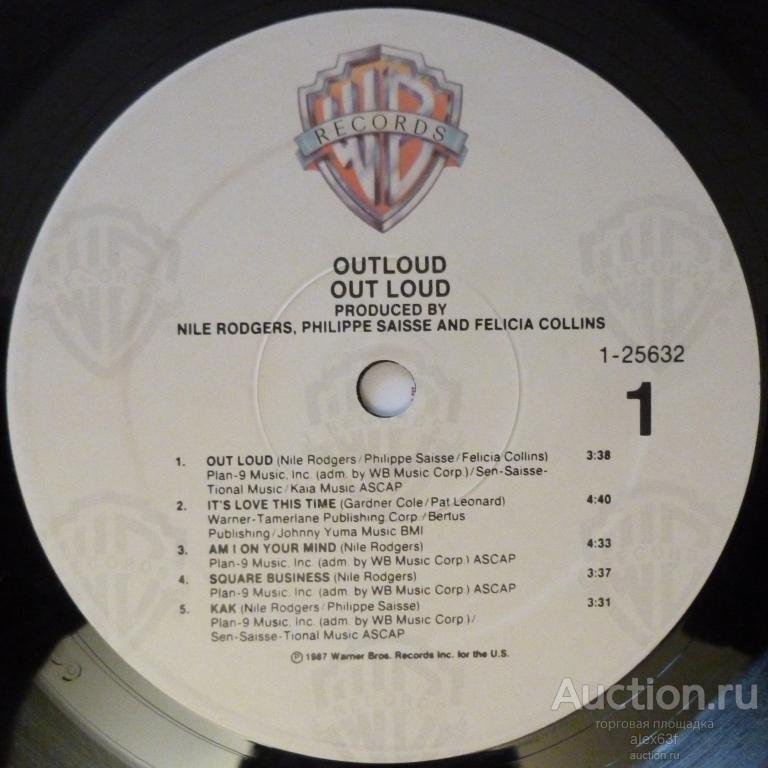 WB
RECORDS
OUTLOUD
OUT LOUD
PRODUCED BY
NILE RODGERS, PHILIPPE SAISSE AND FELICIA COLLINS
1-25632
1
1. OUT LOUD (Nile Rodgers/Philippe Saisse/Felicia Collins) 3:38
Plan-9 Music, Inc. (adm. by WB Music Corp.)/Sen-Saisse-
Tional Music/Kaia Music ASCAP
2. IT'S LOVE THIS TIME (Gardner Cole/Pat Leonard) 4:40
Warner-Tamerlane Publishing Corp./Bertus
Publishing/Johnny Yuma Music BMI
3. AM I ON YOUR MIND (Nile Rodgers) 4:33
Plan-9 Music, Inc. (adm. by WB Music Corp.) ASCAP
4. SQUARE BUSINESS (Nile Rodgers) 3:37
Plan-9 Music, Inc. (adm. by WB Music Corp.) ASCAP
5. KAK (Nile Rodgers/Philippe Saisse) 3:31
Plan-9 Music, Inc. (adm. by WB Music Corp.)/
Sen-Saisse-Tional Music ASCAP
℗ 1987 Warner Bros. Records Inc. for the U.S.
Auction.ru
торговая площадка
alex63f
auction.ru